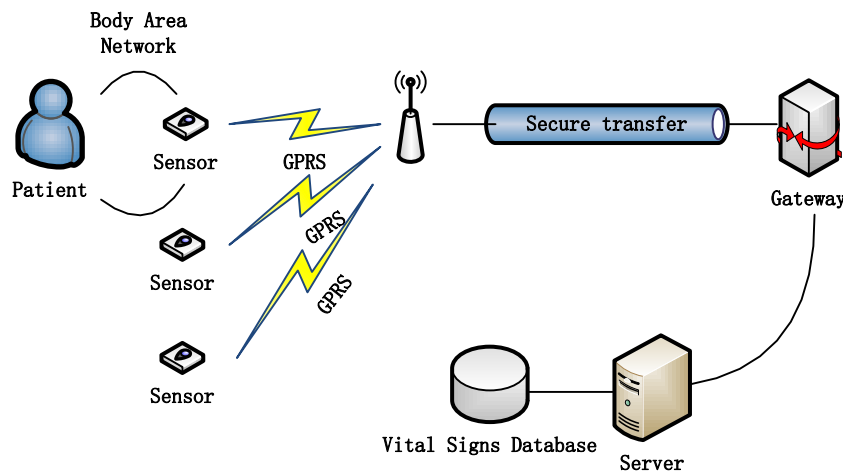 Body Area
Network
Patient
Sensor
Sensor
Sensor
GPRS
GPRS
GPRS
Secure transfer
Gateway
Vital Signs Database
Server